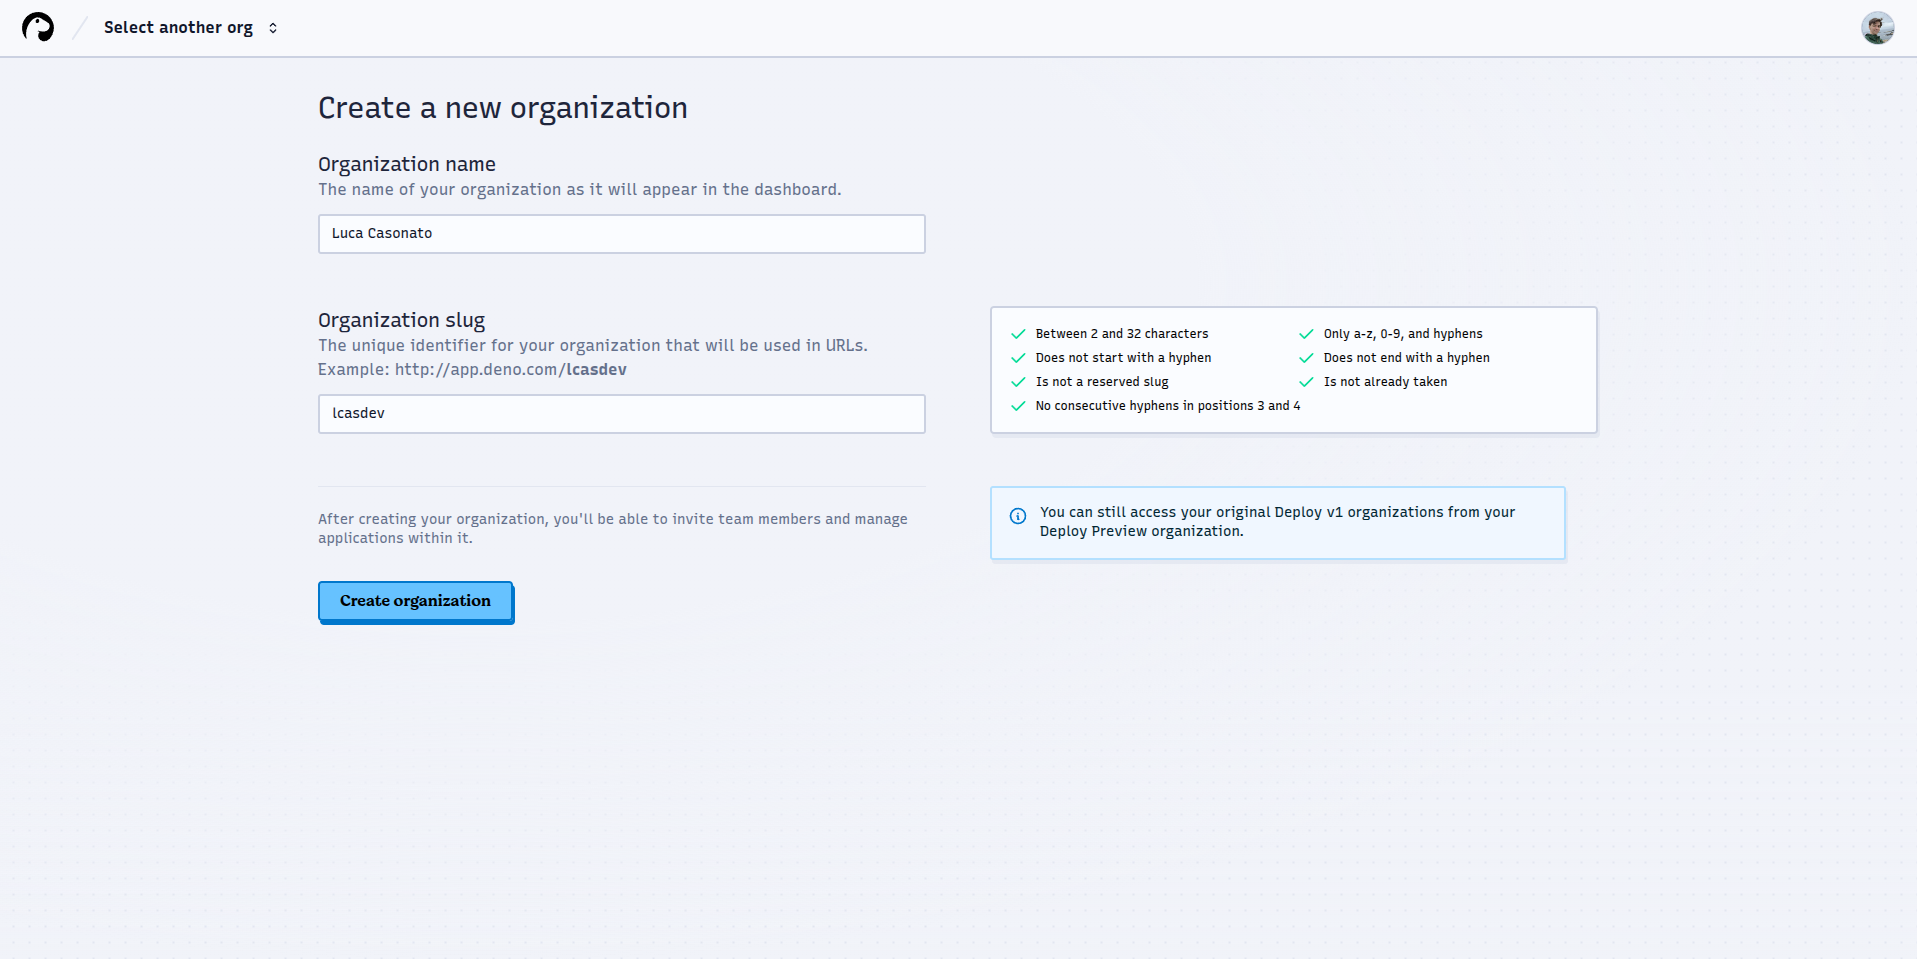 Select another org
Create a new organization
Organization name
The name of your organization as it will appear in the dashboard.
Luca Casonato
Organization slug
The unique identifier for your organization that will be used in URLs.
Example: http://app.deno.com/lcasdev
lcasdev
Between 2 and 32 characters
Only a-z, 0-9, and hyphens
Does not start with a hyphen
Does not end with a hyphen
Is not a reserved slug
Is not already taken
No consecutive hyphens in positions 3 and 4
After creating your organization, you'll be able to invite team members and manage
applications within it.
You can still access your original Deploy v1 organizations from your
Deploy Preview organization.
Create organization